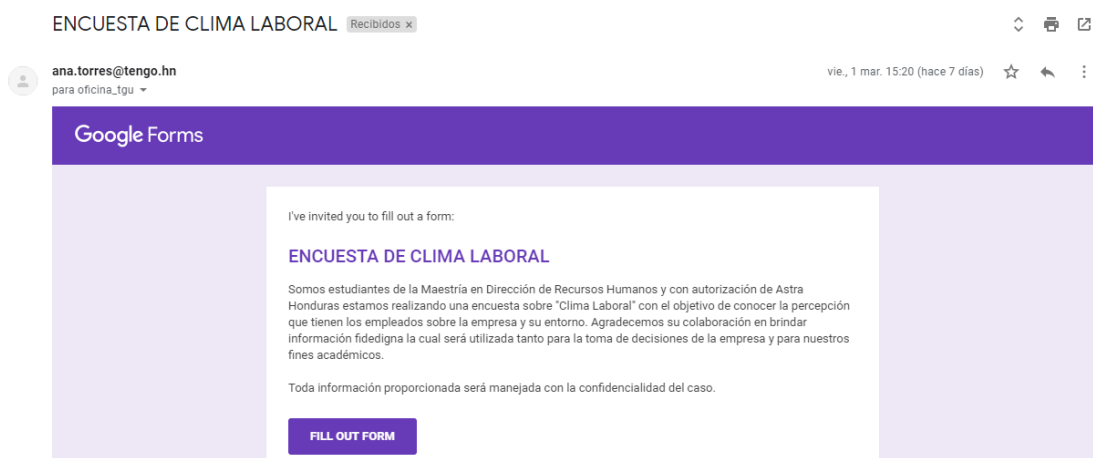 ENCUESTA DE CLIMA LABORAL Recibidos x
ana.torres@tengo.hn vie., 1 mar. 15:20 (hace 7 días)
para oficina_tgu
Google Forms
I've invited you to fill out a form:
ENCUESTA DE CLIMA LABORAL
Somos estudiantes de la Maestría en Dirección de Recursos Humanos y con autorización de Astra
Honduras estamos realizando una encuesta sobre "Clima Laboral" con el objetivo de conocer la percepción
que tienen los empleados sobre la empresa y su entorno. Agradecemos su colaboración en brindar
información fidedigna la cual será utilizada tanto para la toma de decisiones de la empresa y para nuestros
fines académicos.
Toda información proporcionada será manejada con la confidencialidad del caso.
FILL OUT FORM